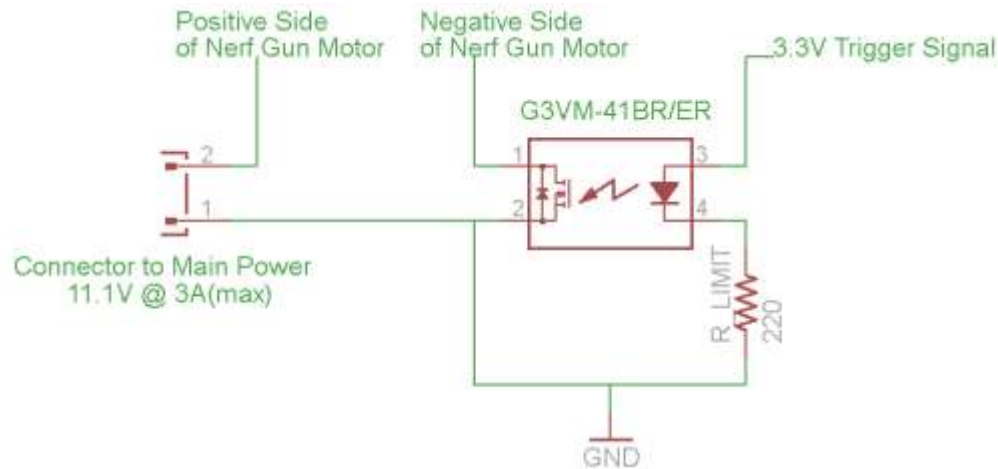 Positive Side
of Nerf Gun Motor
Negative Side
of Nerf Gun Motor
3.3V Trigger Signal
G3VM-41BR/ER
2
1
1
2
3
4
Connector to Main Power
11.1V @ 3A(max)
R_LIMIT
220
GND